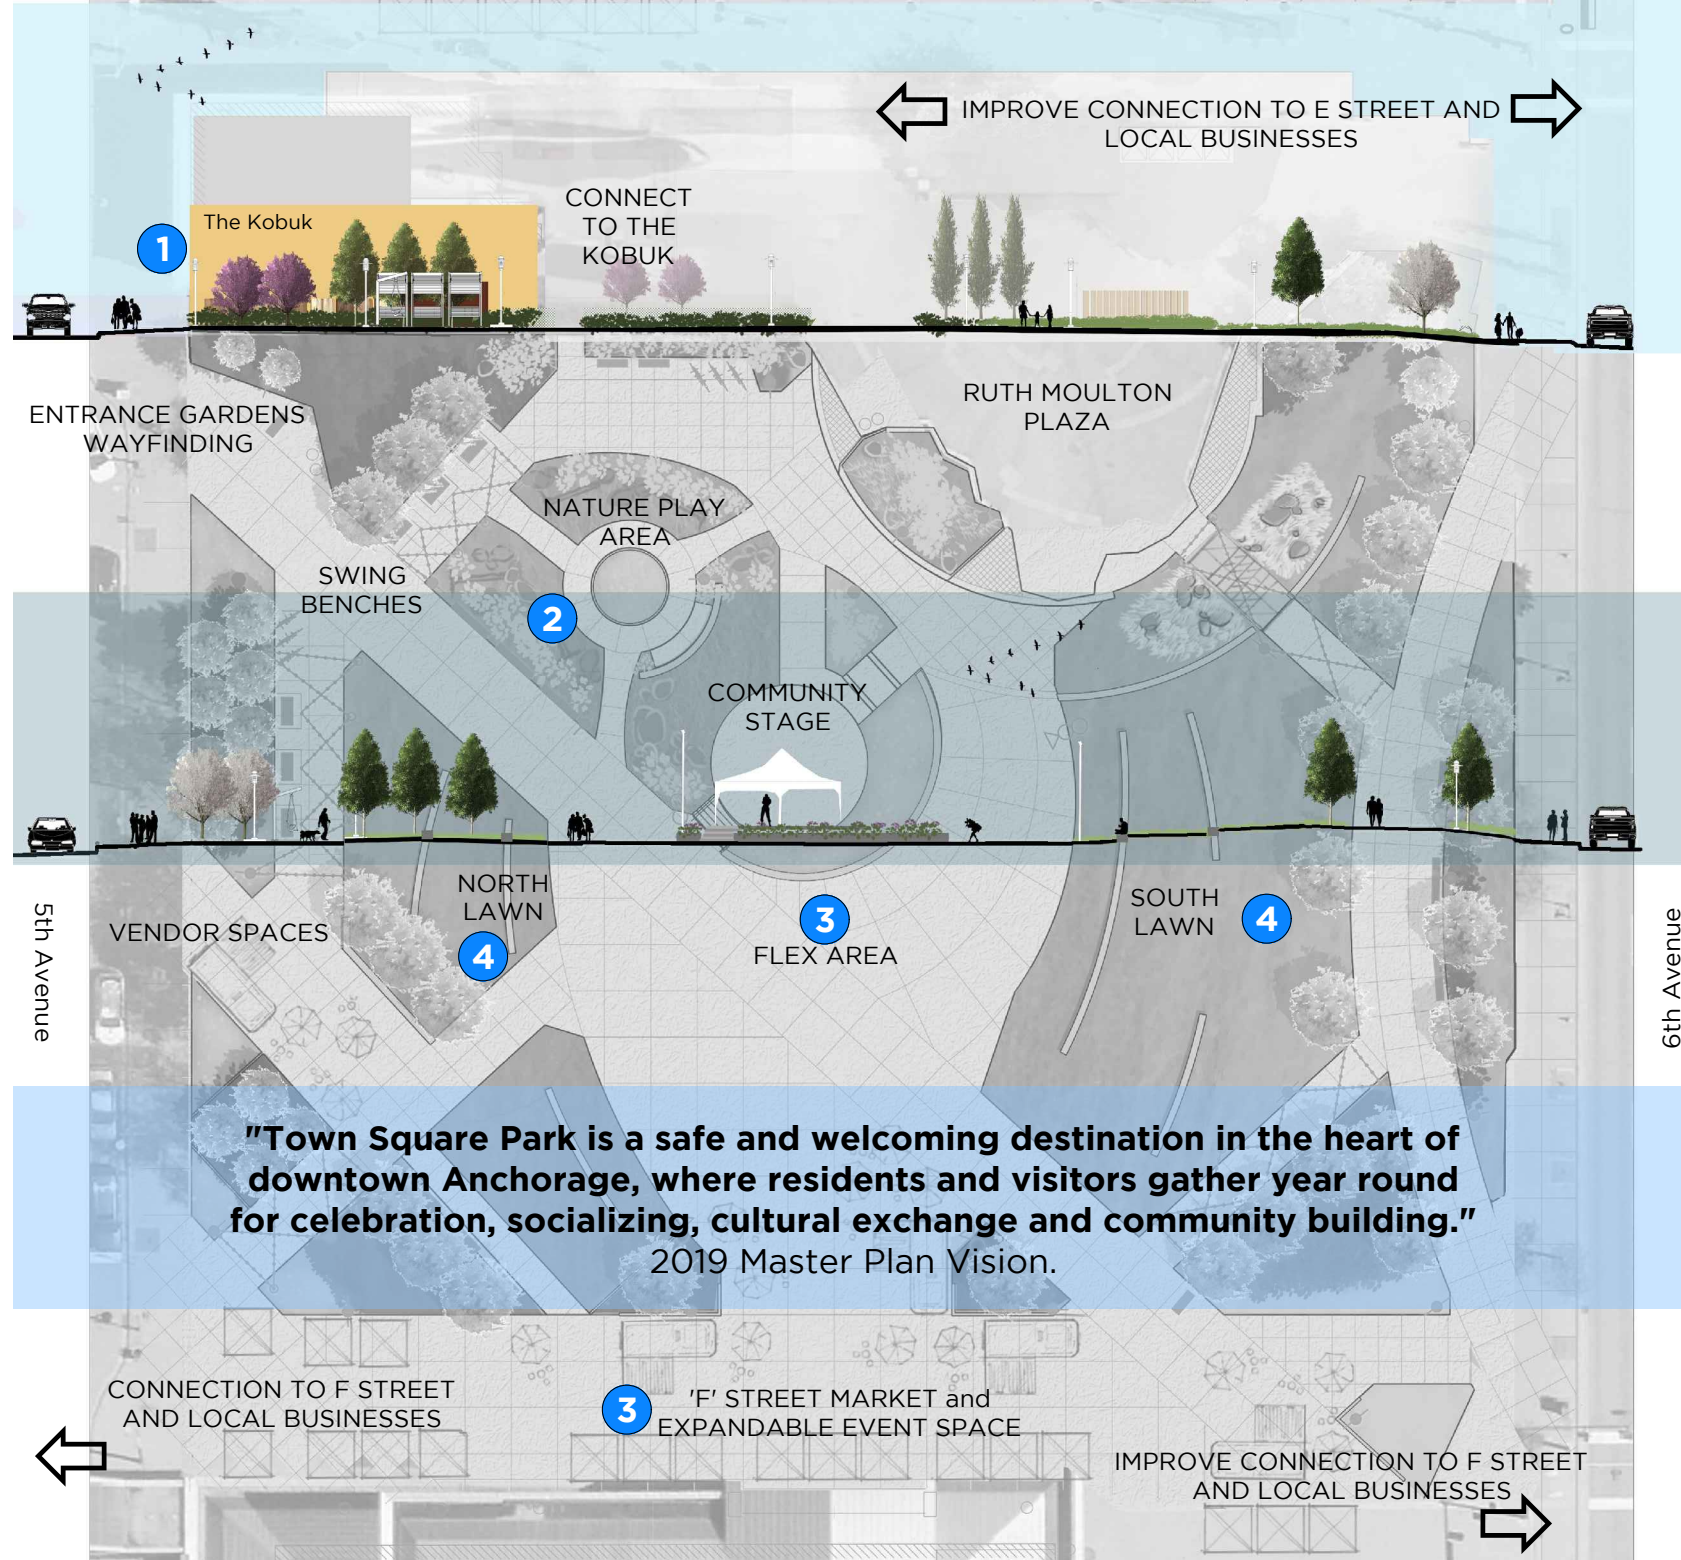 IMPROVE CONNECTION TO E STREET AND
LOCAL BUSINESSES
The Kobuk
1
CONNECT
TO THE
KOBUK
ENTRANCE GARDENS
WAYFINDING
RUTH MOULTON
PLAZA
NATURE PLAY
AREA
SWING
BENCHES
2
COMMUNITY
STAGE
NORTH
LAWN
4
VENDOR SPACES
3
FLEX AREA
SOUTH
LAWN
4
5th Avenue
6th Avenue
"Town Square Park is a safe and welcoming destination in the heart of
downtown Anchorage, where residents and visitors gather year round
for celebration, socializing, cultural exchange and community building."
2019 Master Plan Vision.
CONNECTION TO F STREET
AND LOCAL BUSINESSES
3
'F' STREET MARKET and
EXPANDABLE EVENT SPACE
IMPROVE CONNECTION TO F STREET
AND LOCAL BUSINESSES